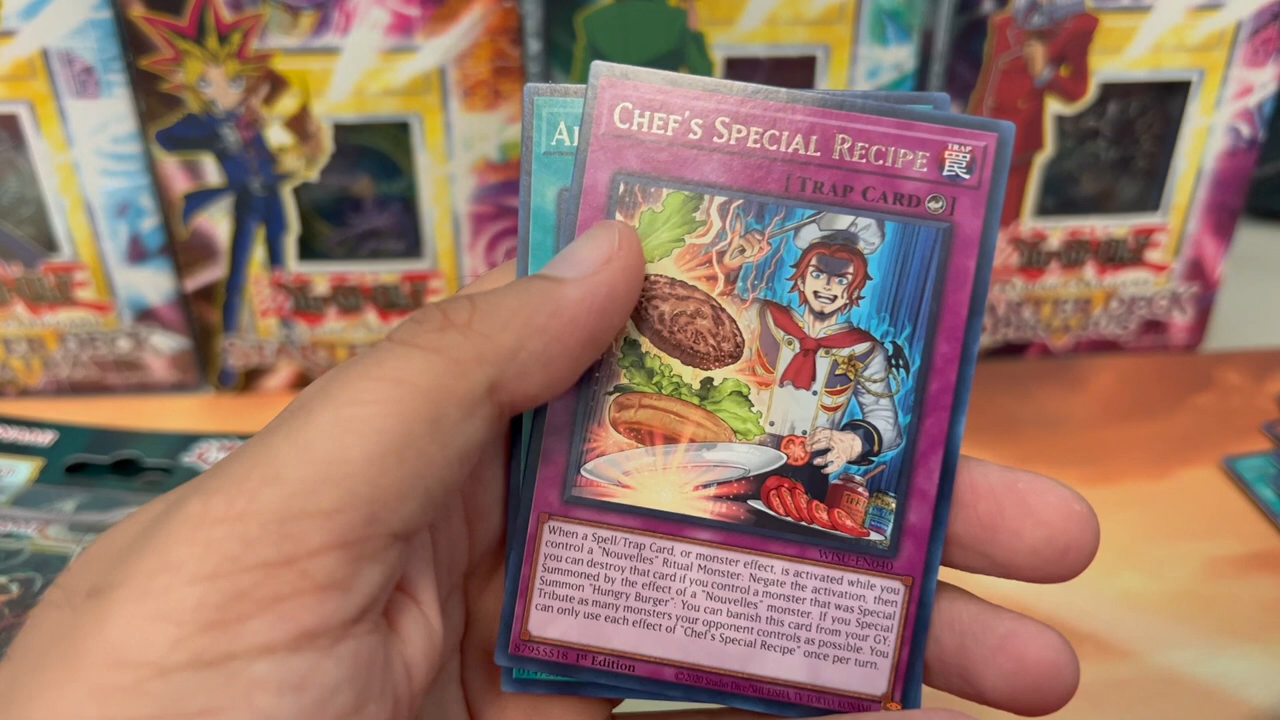 CHEF'S SPECIAL RECIPE
TRAP
罠
[TRAP CARD]
WISU-EN040
When a Spell/Trap Card, or monster effect, is activated while you
control a "Nouvelles" Ritual Monster: Negate the activation, then
you can destroy that card if you control a monster that was Special
Summoned by the effect of a "Nouvelles" monster. If you Special
Summon "Hungry Burger": You can banish this card from your GY;
Tribute as many monsters your opponent controls as possible. You
can only use each effect of "Chef's Special Recipe" once per turn.
87955518 1st Edition
©2020 Studio Dice/SHUEISHA, TV TOKYO, KONAMI